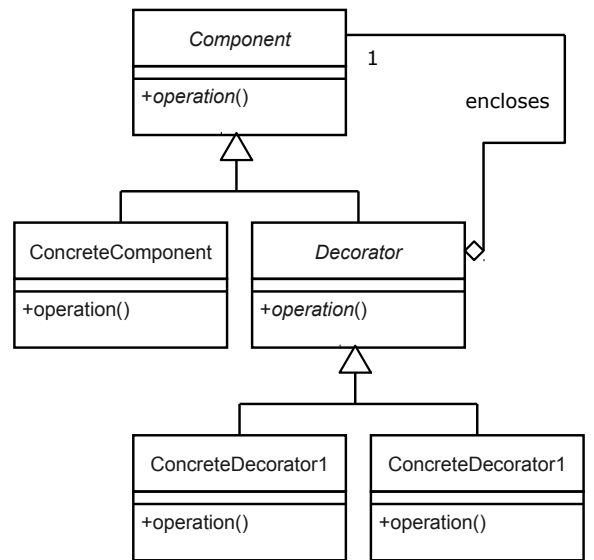 Component
1
encloses
+operation()
ConcreteComponent
Decorator
+operation()
+operation()
ConcreteDecorator1
ConcreteDecorator1
+operation()
+operation()